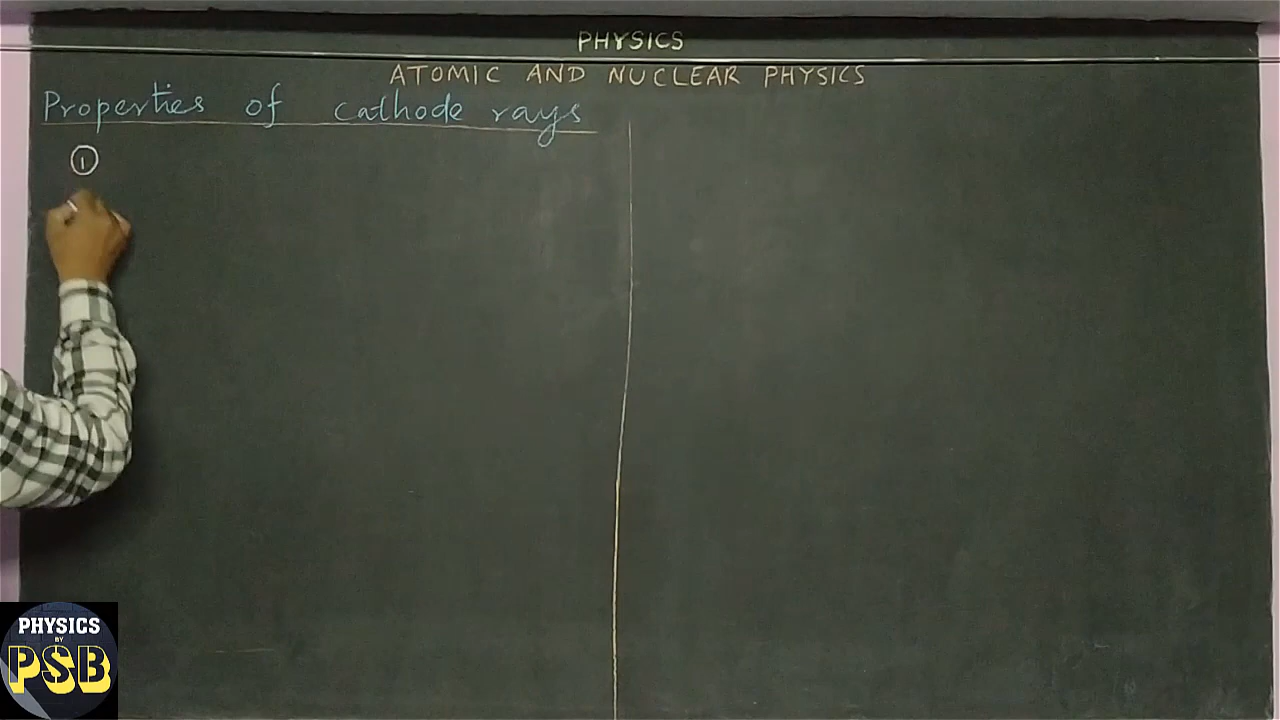 PHYSICS
ATOMIC AND NUCLEAR PHYSICS
Properties of cathode rays
①
PHYSICS
BY
PSB